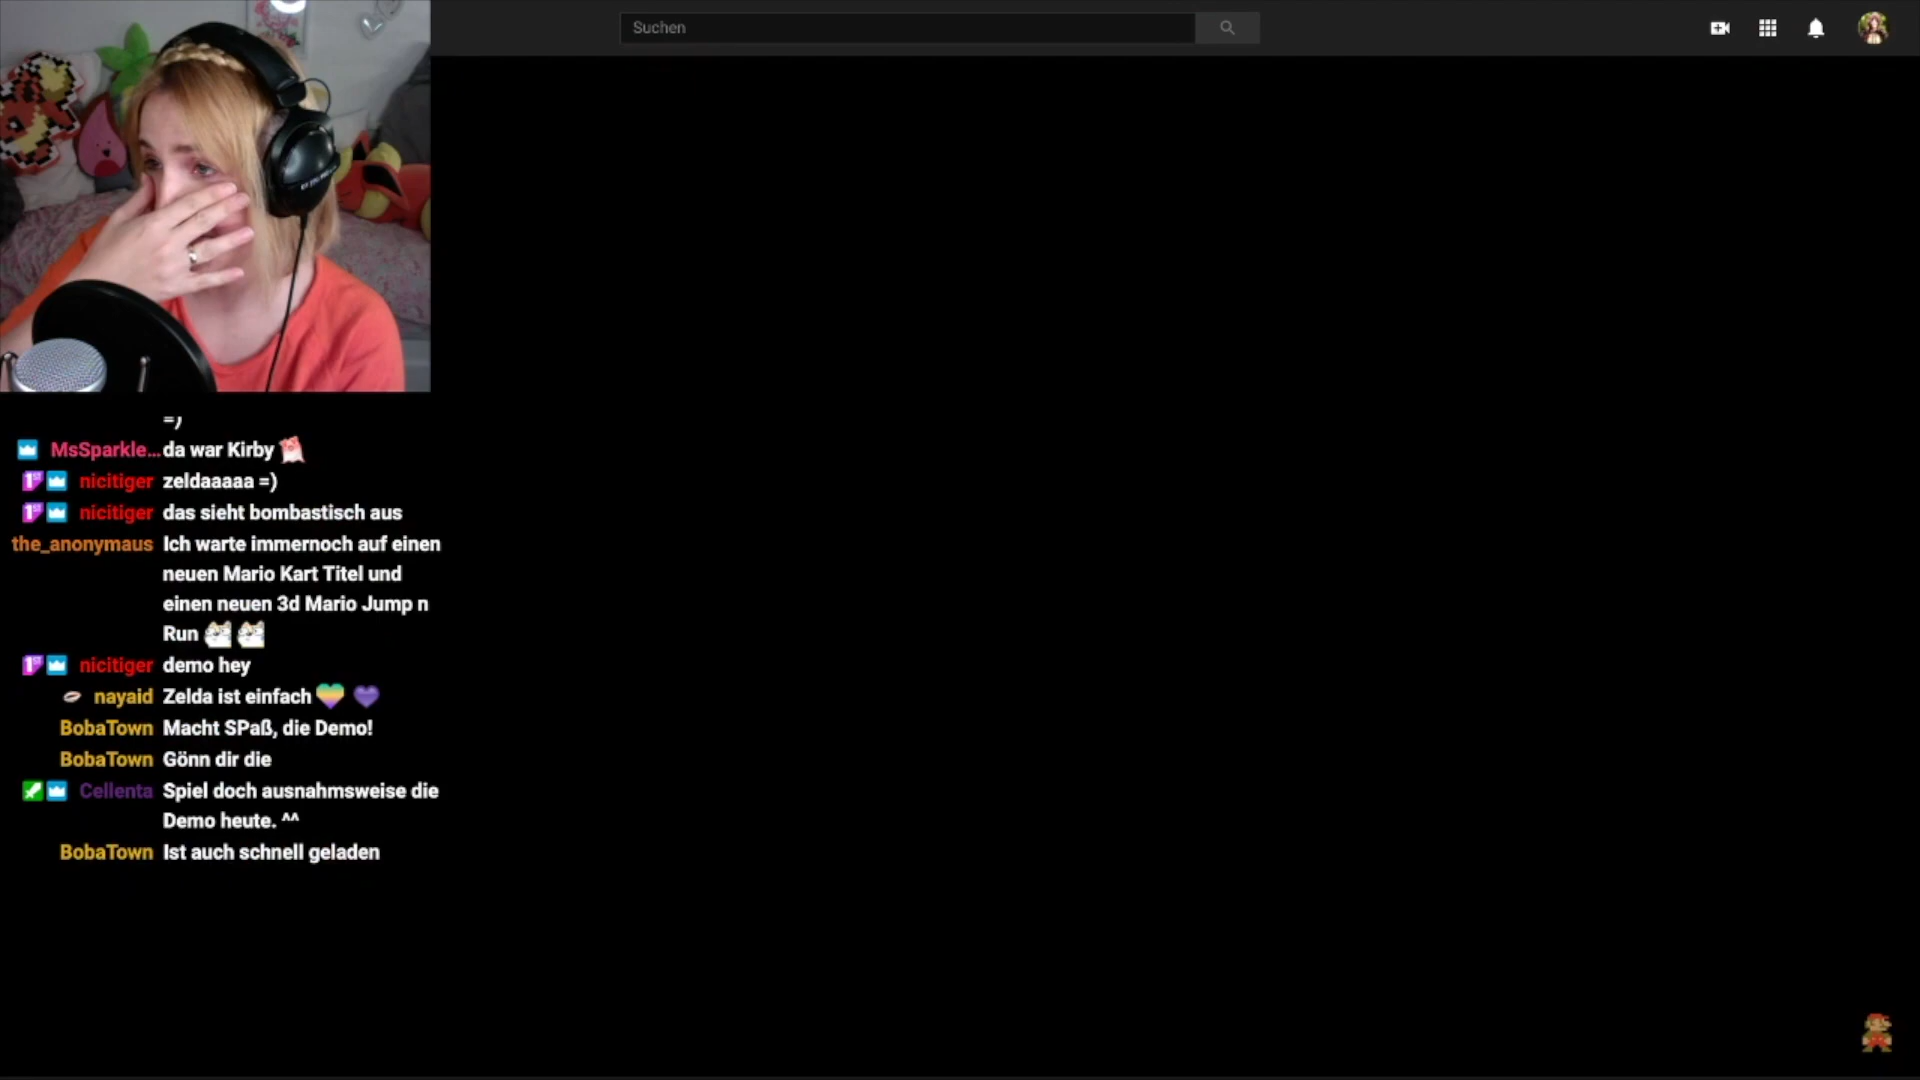 Suchen
=)
MsSparkle... da war Kirby
nicitiger zeldaaaaa =)
nicitiger das sieht bombastisch aus
the_anonymaus Ich warte immernoch auf einen
neuen Mario Kart Titel und
einen neuen 3d Mario Jump n
Run
nicitiger demo hey
nayaid Zelda ist einfach
BobaTown Macht SPaß, die Demo!
BobaTown Gönn dir die
Cellenta Spiel doch ausnahmsweise die
Demo heute. ^^
BobaTown Ist auch schnell geladen